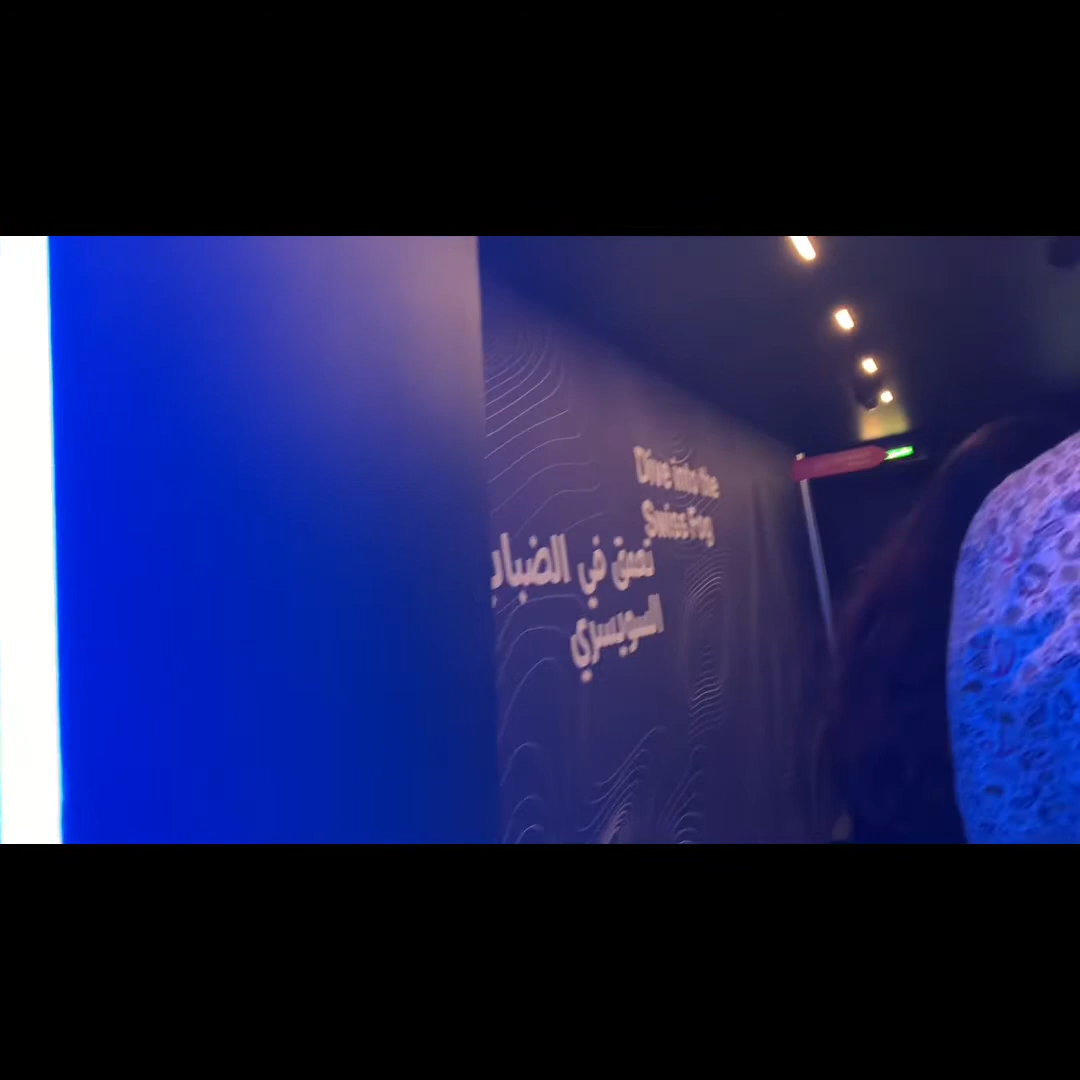 Dive into the
Swiss Fog
تعمق في الضباب
السويسري